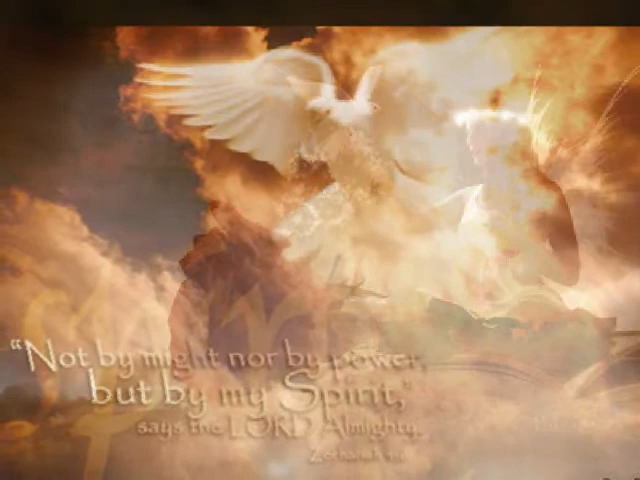 “Not by might nor by power,
but by my Spirit,”
says the LORD Almighty.